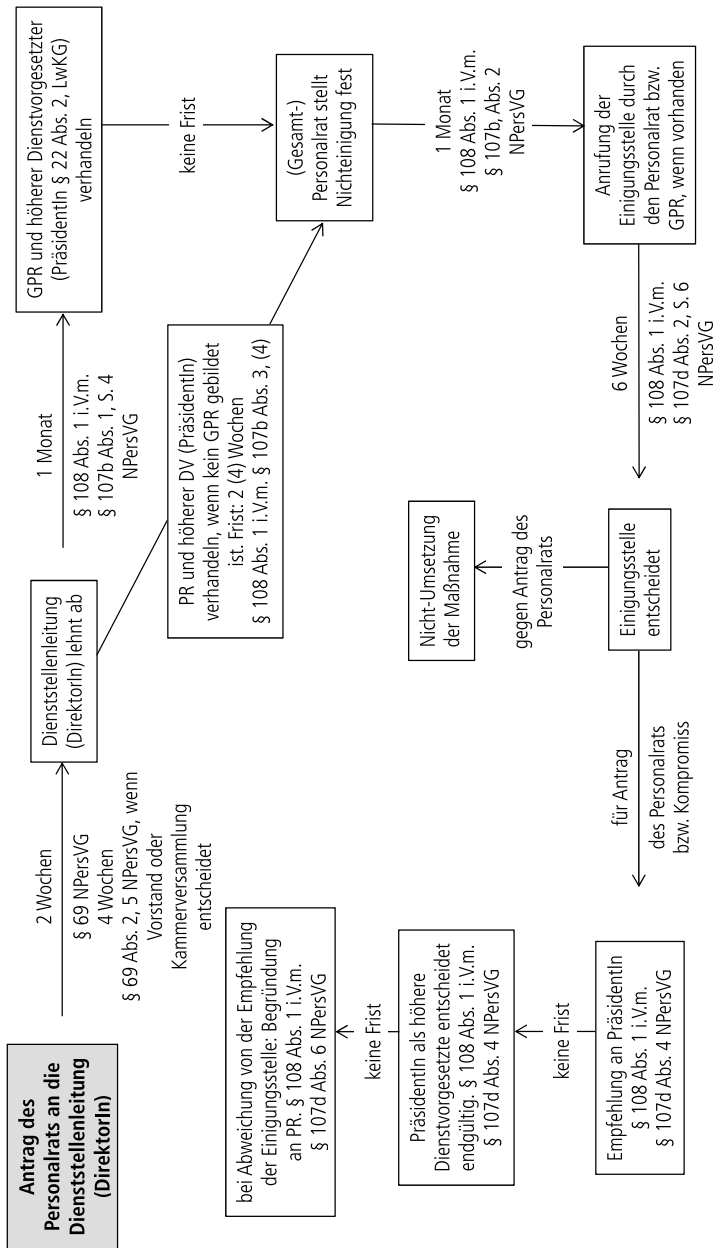 Antrag des
Personalrats an die
Dienststellenleitung
(DirektorIn)
2 Wochen
§ 69 NPersVG
4 Wochen
§ 69 Abs. 2, 5 NPersVG, wenn
Vorstand oder
Kammerversammlung
entscheidet
Dienststellenleitung
(DirektorIn) lehnt ab
1 Monat
§ 108 Abs. 1 i.V.m.
§ 107b Abs. 1, S. 4
NPersVG
GPR und höherer Dienstvorgesetzter
(PräsidentIn § 22 Abs. 2, LwKG)
verhandeln
PR und höherer DV (PräsidentIn)
verhandeln, wenn kein GPR gebildet
ist. Frist: 2 (4) Wochen
§ 108 Abs. 1 i.V.m. § 107b Abs. 3, (4)
keine Frist
(Gesamt-)
Personalrat stellt
Nichteinigung fest
1 Monat
§ 108 Abs. 1 i.V.m.
§ 107b, Abs. 2
NPersVG
Anrufung der
Einigungsstelle durch
den Personalrat bzw.
GPR, wenn vorhanden
6 Wochen
§ 108 Abs. 1 i.V.m.
§ 107d Abs. 2, S. 6
NPersVG
Einigungsstelle
entscheidet
gegen Antrag des
Personalrats
Nicht-Umsetzung
der Maßnahme
für Antrag
des Personalrats
bzw. Kompromiss
Empfehlung an PräsidentIn
§ 108 Abs. 1 i.V.m.
§ 107d Abs. 4 NPersVG
keine Frist
PräsidentIn als höhere
Dienstvorgesetzte entscheidet
endgültig. § 108 Abs. 1 i.V.m.
§ 107d Abs. 4 NPersVG
keine Frist
bei Abweichung von der Empfehlung
der Einigungsstelle: Begründung
an PR. § 108 Abs. 1 i.V.m.
§ 107d Abs. 6 NPersVG